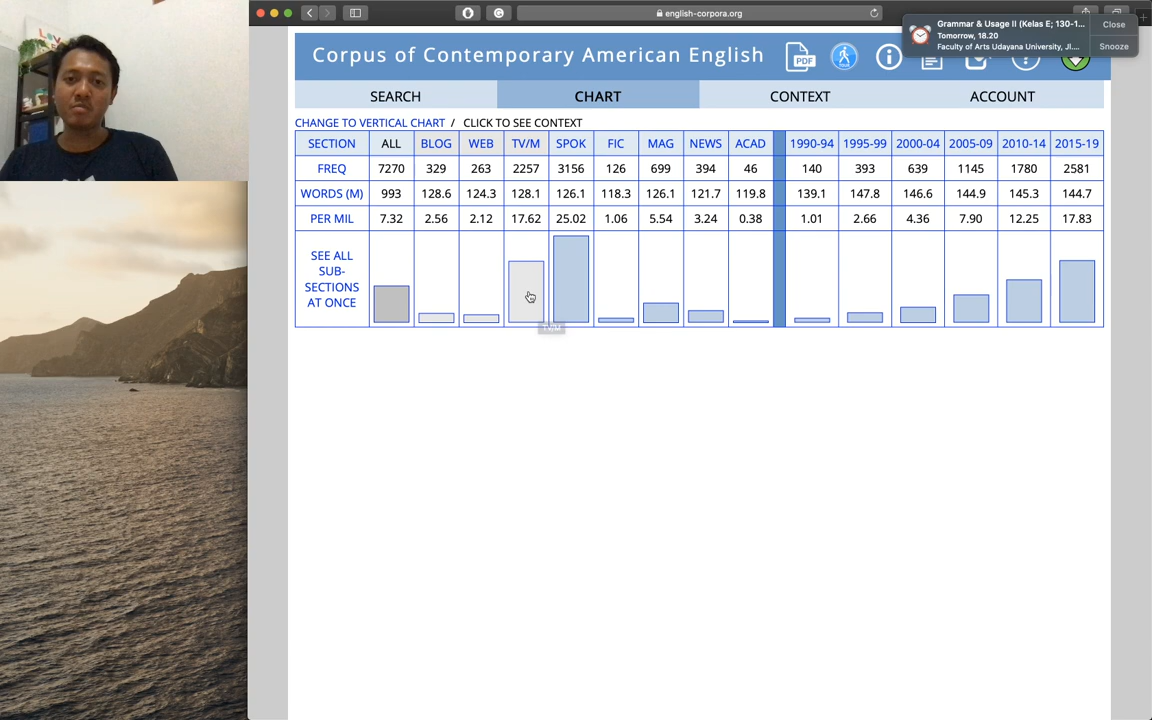 english-corpora.org
Grammar & Usage II (Kelas E; 130-1...
Tomorrow, 18.20
Faculty of Arts Udayana University, Jl....
Close
Snooze
Corpus of Contemporary American English
PDF
SEARCH CHART CONTEXT ACCOUNT
CHANGE TO VERTICAL CHART / CLICK TO SEE CONTEXT
SECTION ALL BLOG WEB TV/M SPOK FIC MAG NEWS ACAD 1990-94 1995-99 2000-04 2005-09 2010-14 2015-19
FREQ 7270 329 263 2257 3156 126 699 394 46 140 393 639 1145 1780 2581
WORDS (M) 993 128.6 124.3 128.1 126.1 118.3 126.1 121.7 119.8 139.1 147.8 146.6 144.9 145.3 144.7
PER MIL 7.32 2.56 2.12 17.62 25.02 1.06 5.54 3.24 0.38 1.01 2.66 4.36 7.90 12.25 17.83
SEE ALL
SUB-
SECTIONS
AT ONCE
TV/M